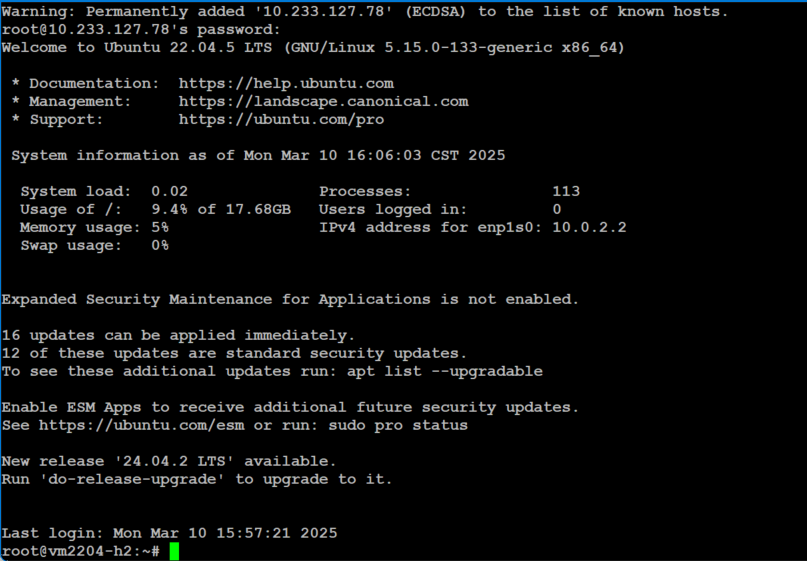 Warning: Permanently added '10.233.127.78' (ECDSA) to the list of known hosts.
root@10.233.127.78's password:
Welcome to Ubuntu 22.04.5 LTS (GNU/Linux 5.15.0-133-generic x86_64)
* Documentation:  https://help.ubuntu.com
* Management:     https://landscape.canonical.com
* Support:        https://ubuntu.com/pro
System information as of Mon Mar 10 16:06:03 CST 2025
System load:  0.02               Processes:               113
Usage of /:   9.4% of 17.68GB   Users logged in:         0
Memory usage: 5%                 IPv4 address for enp1s0: 10.0.2.2
Swap usage:   0%
Expanded Security Maintenance for Applications is not enabled.
16 updates can be applied immediately.
12 of these updates are standard security updates.
To see these additional updates run: apt list --upgradable
Enable ESM Apps to receive additional future security updates.
See https://ubuntu.com/esm or run: sudo pro status
New release '24.04.2 LTS' available.
Run 'do-release-upgrade' to upgrade to it.
Last login: Mon Mar 10 15:57:21 2025
root@vm2204-h2:~#